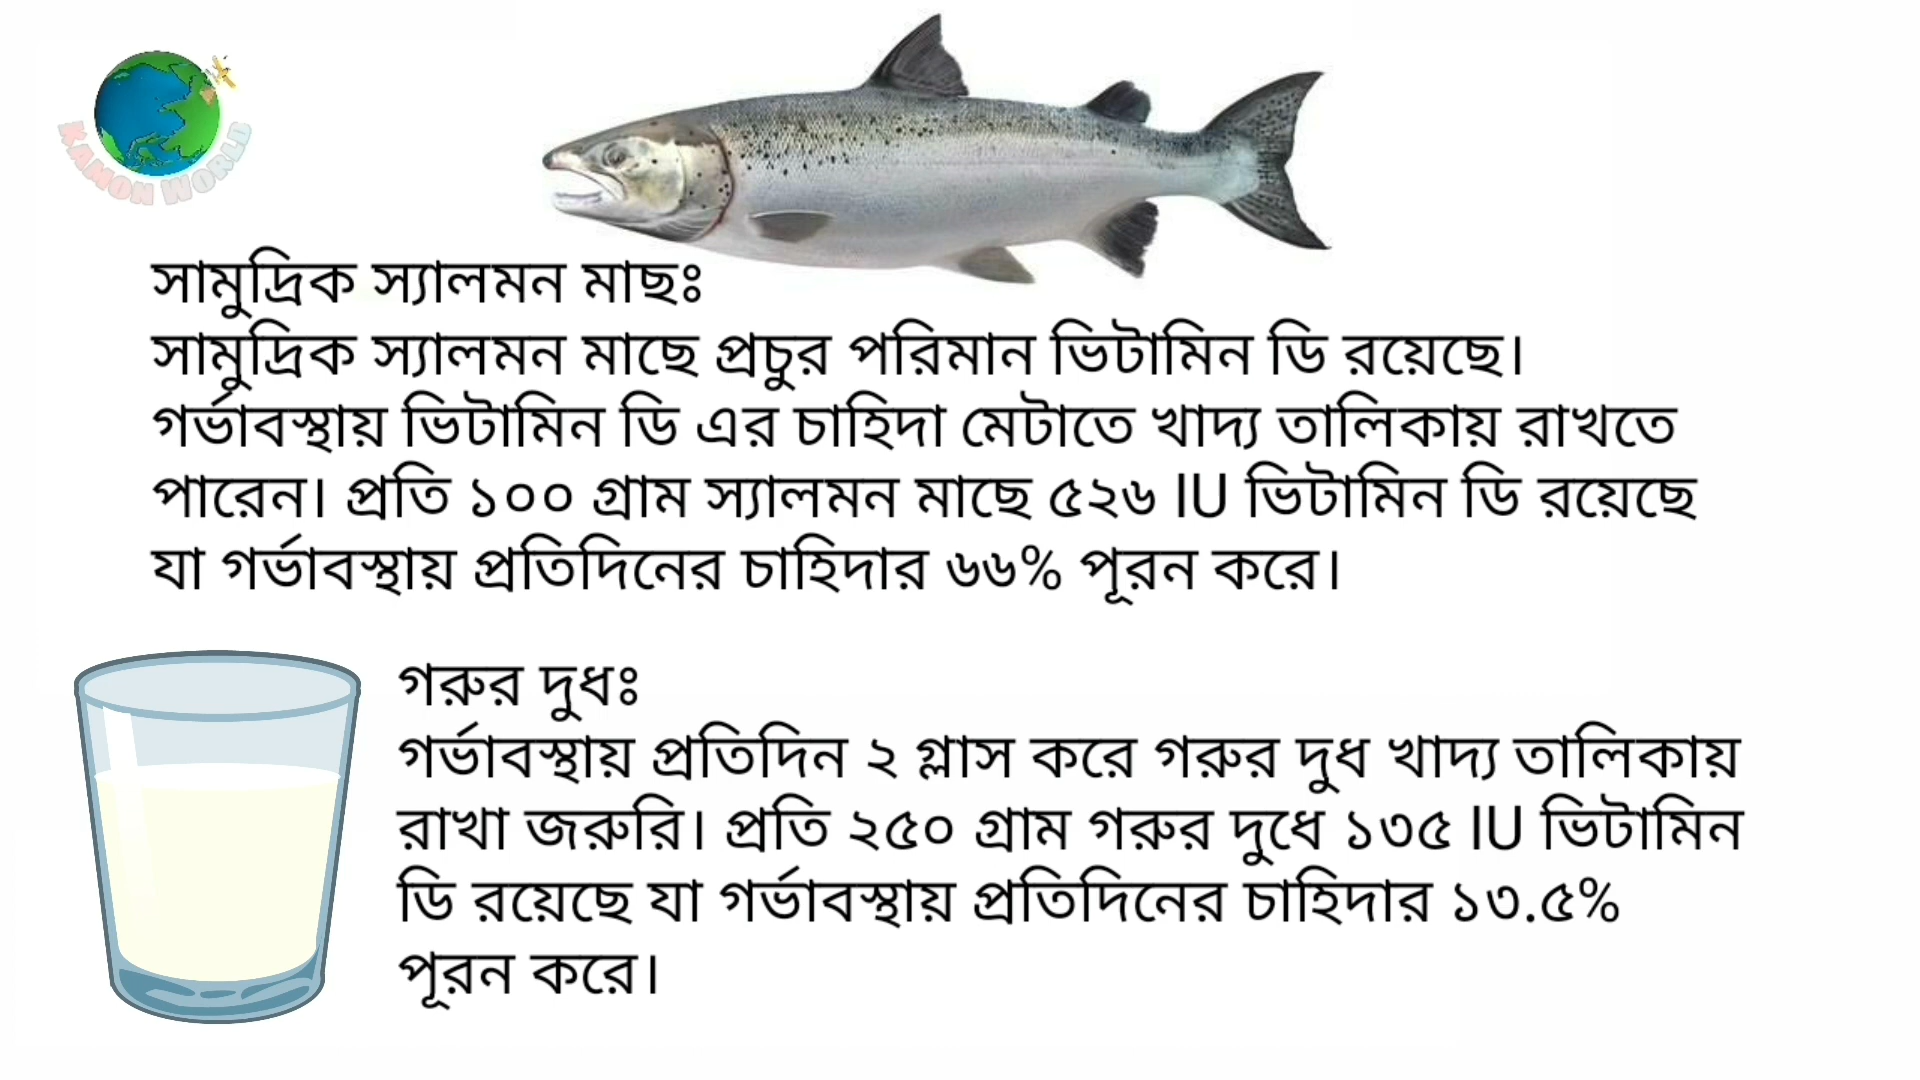 KAMON WORLD
সামুদ্রিক স্যালমন মাছঃ
সামুদ্রিক স্যালমন মাছে প্রচুর পরিমান ভিটামিন ডি রয়েছে।
গর্ভাবস্থায় ভিটামিন ডি এর চাহিদা মেটাতে খাদ্য তালিকায় রাখতে
পারেন। প্রতি ১০০ গ্রাম স্যালমন মাছে ৫২৬ IU ভিটামিন ডি রয়েছে
যা গর্ভাবস্থায় প্রতিদিনের চাহিদার ৬৬% পূরন করে।
গরুর দুধঃ
গর্ভাবস্থায় প্রতিদিন ২ গ্লাস করে গরুর দুধ খাদ্য তালিকায়
রাখা জরুরি। প্রতি ২৫০ গ্রাম গরুর দুধে ১৩৫ IU ভিটামিন
ডি রয়েছে যা গর্ভাবস্থায় প্রতিদিনের চাহিদার ১৩.৫%
পূরন করে।